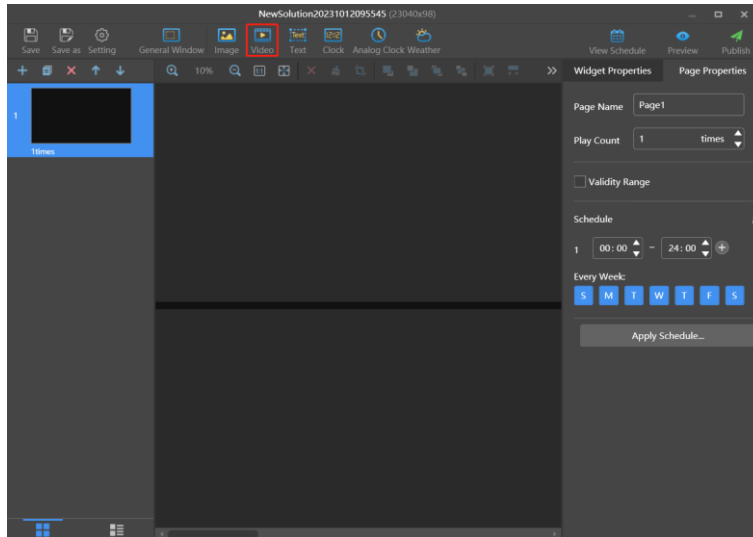 NewSolution20231012095545 (23040x98)
Save Save as Setting General Window Image Video Text Clock Analog Clock Weather View Schedule Preview Publish
10% 1:1
Widget Properties Page Properties
1
1times
Page Name Page1
Play Count 1 times
Validity Range
Schedule
1 00:00 – 24:00
Every Week:
S M T W T F S
Apply Schedule...